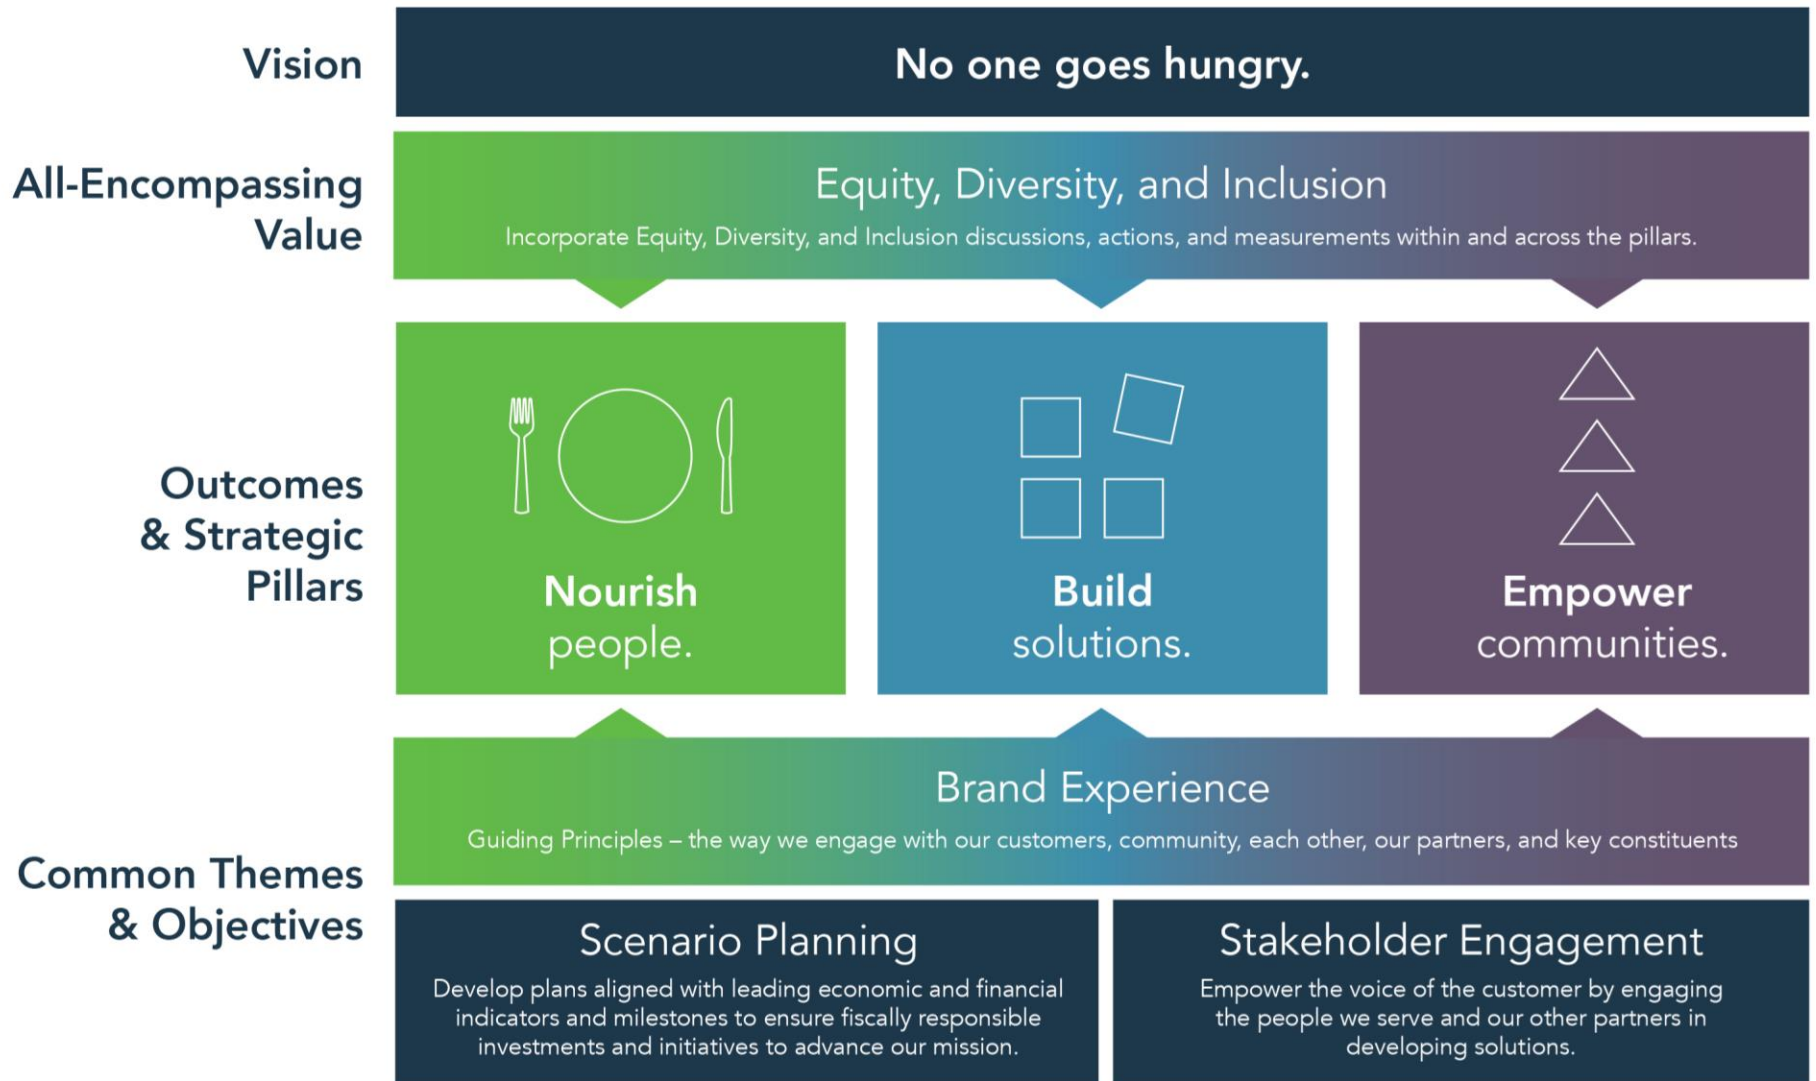 Vision
No one goes hungry.
All-Encompassing
Value
Equity, Diversity, and Inclusion
Incorporate Equity, Diversity, and Inclusion discussions, actions, and measurements within and across the pillars.
Outcomes
& Strategic
Pillars
Nourish
people.
Build
solutions.
Empower
communities.
Common Themes
& Objectives
Brand Experience
Guiding Principles – the way we engage with our customers, community, each other, our partners, and key constituents
Scenario Planning
Develop plans aligned with leading economic and financial
indicators and milestones to ensure fiscally responsible
investments and initiatives to advance our mission.
Stakeholder Engagement
Empower the voice of the customer by engaging
the people we serve and our other partners in
developing solutions.